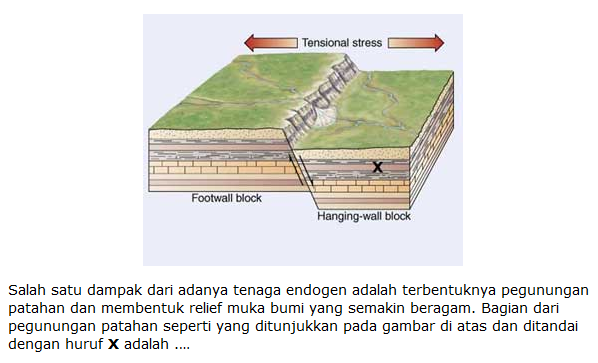 Tensional stress
X
Footwall block
Hanging-wall block
Salah satu dampak dari adanya tenaga endogen adalah terbentuknya pegunungan
patahan dan membentuk relief muka bumi yang semakin beragam. Bagian dari
pegunungan patahan seperti yang ditunjukkan pada gambar di atas dan ditandai
dengan huruf X adalah ....